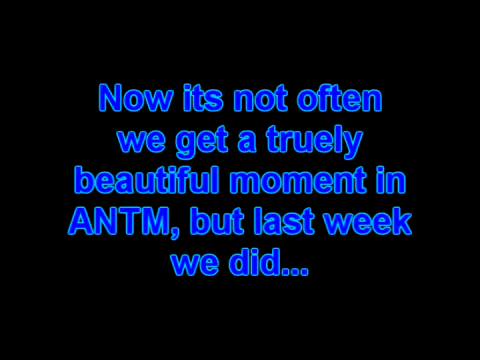 Now its not often
we get a truely
beautiful moment in
ANTM, but last week
we did...